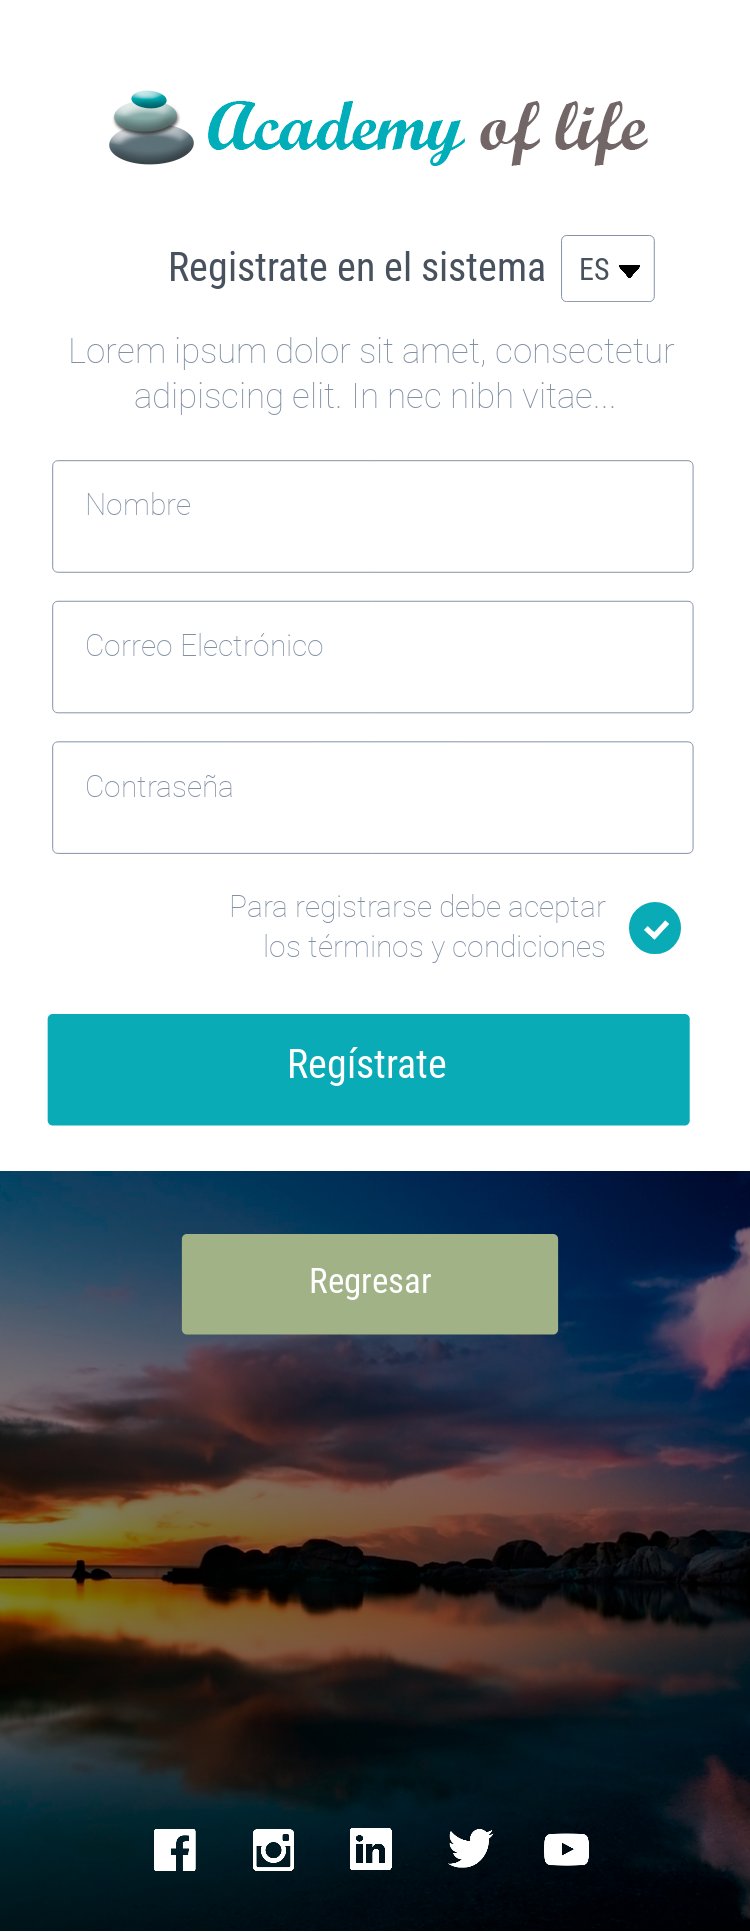 Academy of life
Registrate en el sistema ES
Lorem ipsum dolor sit amet, consectetur
adipiscing elit. In nec nibh vitae...
Nombre
Correo Electrónico
Contraseña
Para registrarse debe aceptar
los términos y condiciones
Regístrate
Regresar